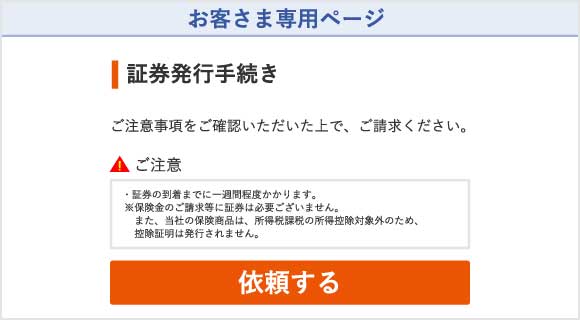 お客さま専用ページ
証券発行手続き
ご注意事項をご確認いただいた上で、ご請求ください。
ご注意
・証券の到着までに一週間程度かかります。
※保険金のご請求等に証券は必要ございません。
また、当社の保険商品は、所得税課税の所得控除対象外のため、
控除証明は発行されません。
依頼する